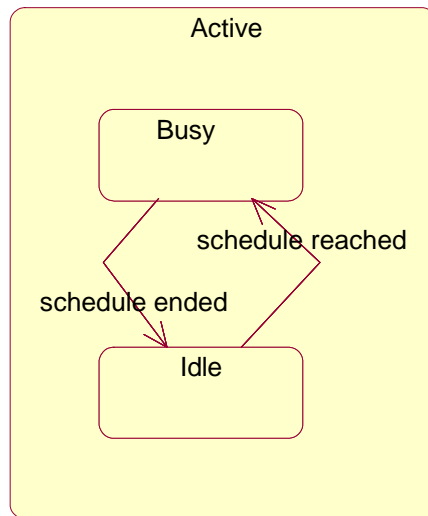 Active
Busy
schedule reached
schedule ended
Idle